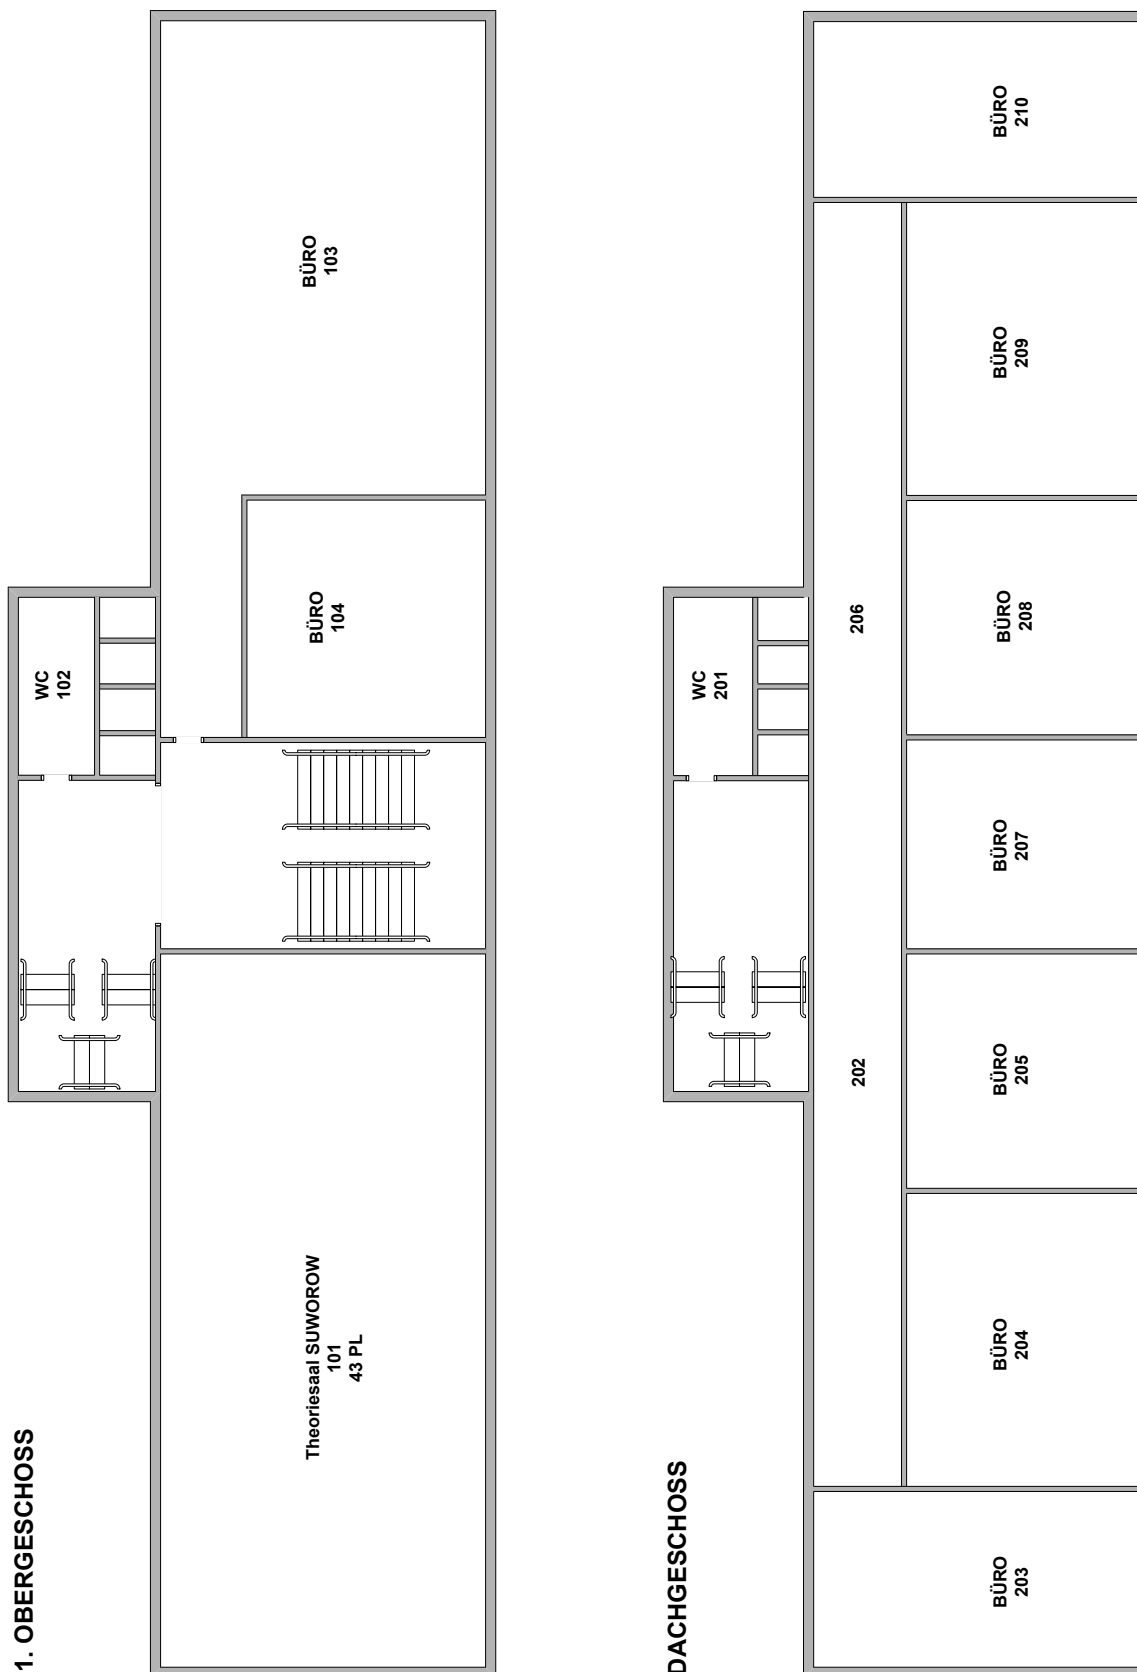 1. OBERGESCHOSS
Theoriesaal SUWOROW
101
43 PL
WC
102
BÜRO
104
BÜRO
103
DACHGESCHOSS
BÜRO
203
BÜRO
204
202
BÜRO
205
BÜRO
207
WC
201
206
BÜRO
208
BÜRO
209
BÜRO
210